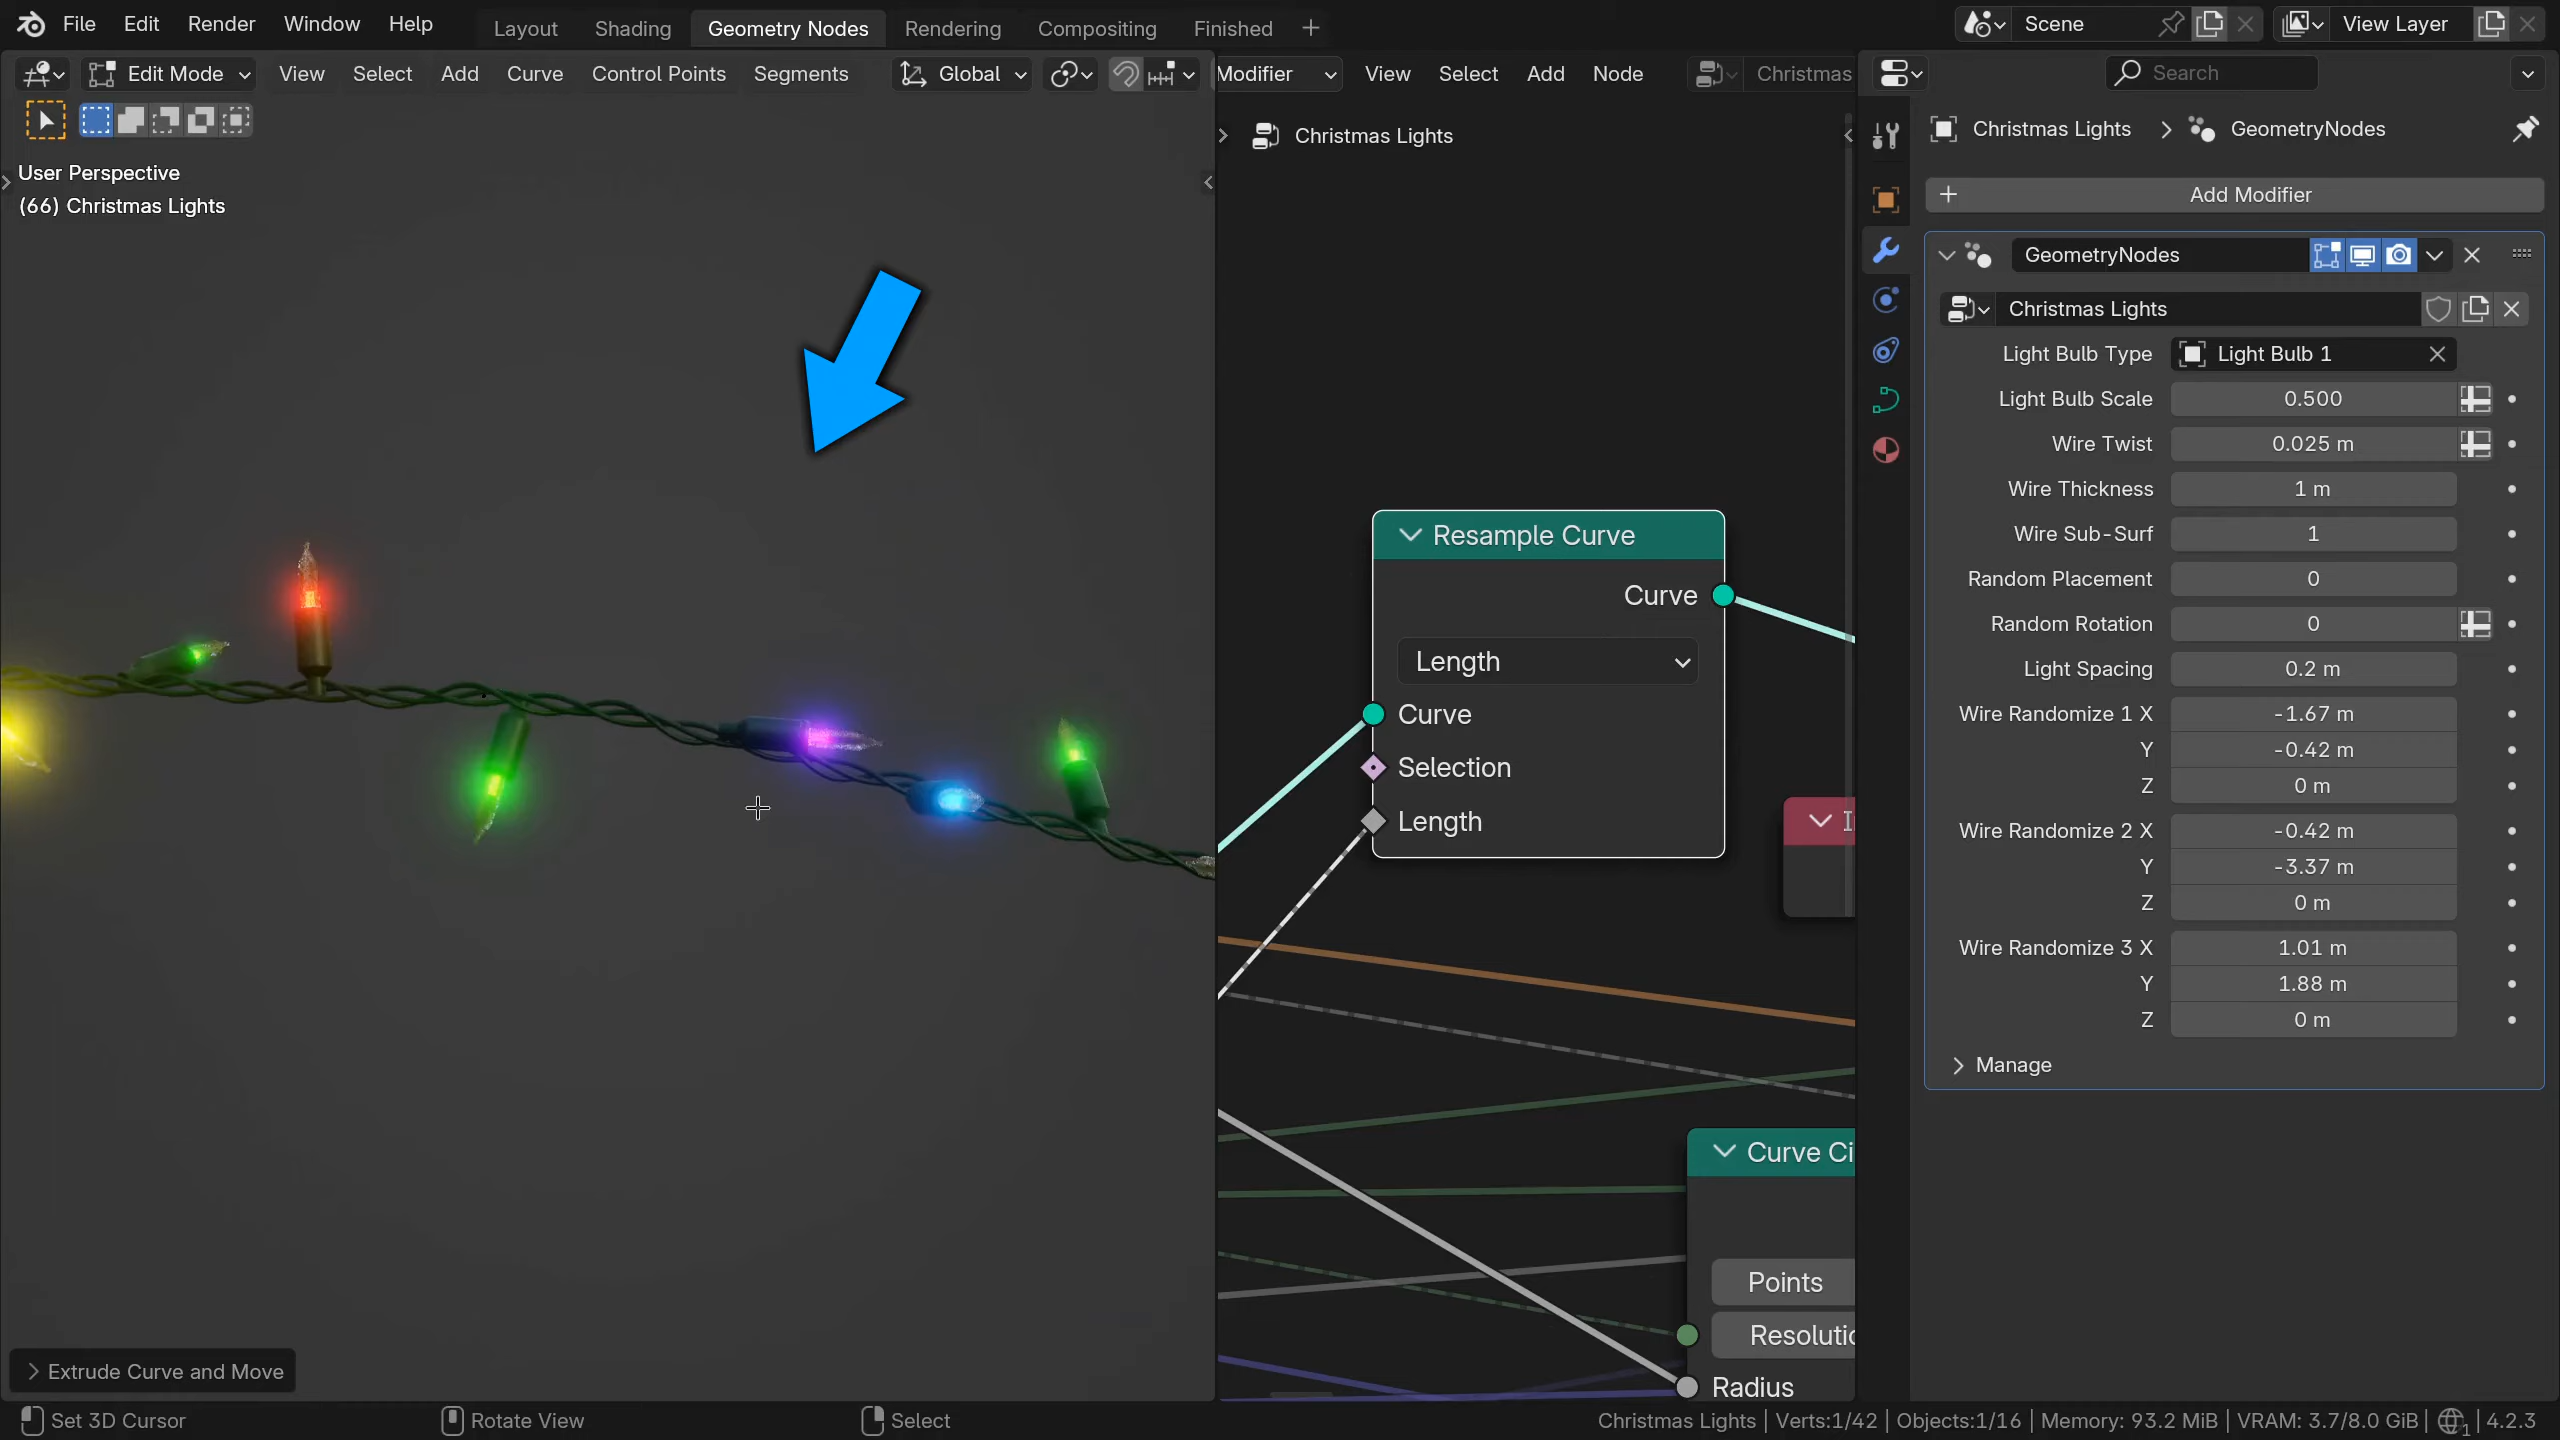 File Edit Render Window Help Layout Shading Geometry Nodes Rendering Compositing Finished + Scene View Layer
Edit Mode View Select Add Curve Control Points Segments Global
Modifier View Select Add Node Christmas
Search
User Perspective
(66) Christmas Lights
Christmas Lights
Christmas Lights > GeometryNodes
Add Modifier
GeometryNodes
Christmas Lights
Light Bulb Type Light Bulb 1
Light Bulb Scale 0.500
Wire Twist 0.025 m
Wire Thickness 1 m
Wire Sub-Surf 1
Random Placement 0
Random Rotation 0
Light Spacing 0.2 m
Wire Randomize 1 X -1.67 m
Y -0.42 m
Z 0 m
Wire Randomize 2 X -0.42 m
Y -3.37 m
Z 0 m
Wire Randomize 3 X 1.01 m
Y 1.88 m
Z 0 m
Manage
Resample Curve
Curve
Length
Curve
Selection
Length
Curve Ci
Points
Radius
Extrude Curve and Move
Set 3D Cursor Rotate View Select
Christmas Lights | Verts:1/42 | Objects:1/16 | Memory: 93.2 MiB | VRAM: 3.7/8.0 GiB | 1 | 4.2.3